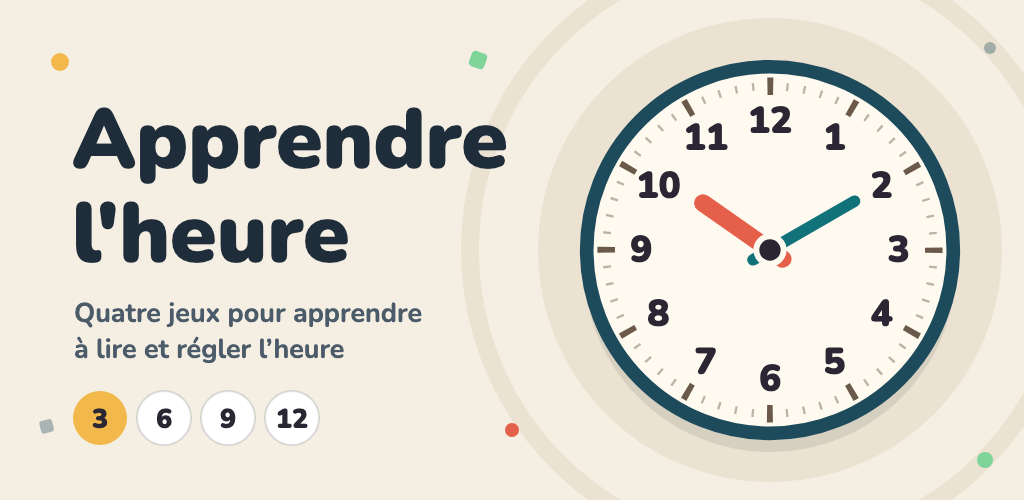 Apprendre
l'heure
Quatre jeux pour apprendre
à lire et régler l’heure
3 6 9 12
12
11 1
10 2
9 3
8 4
7 5
6